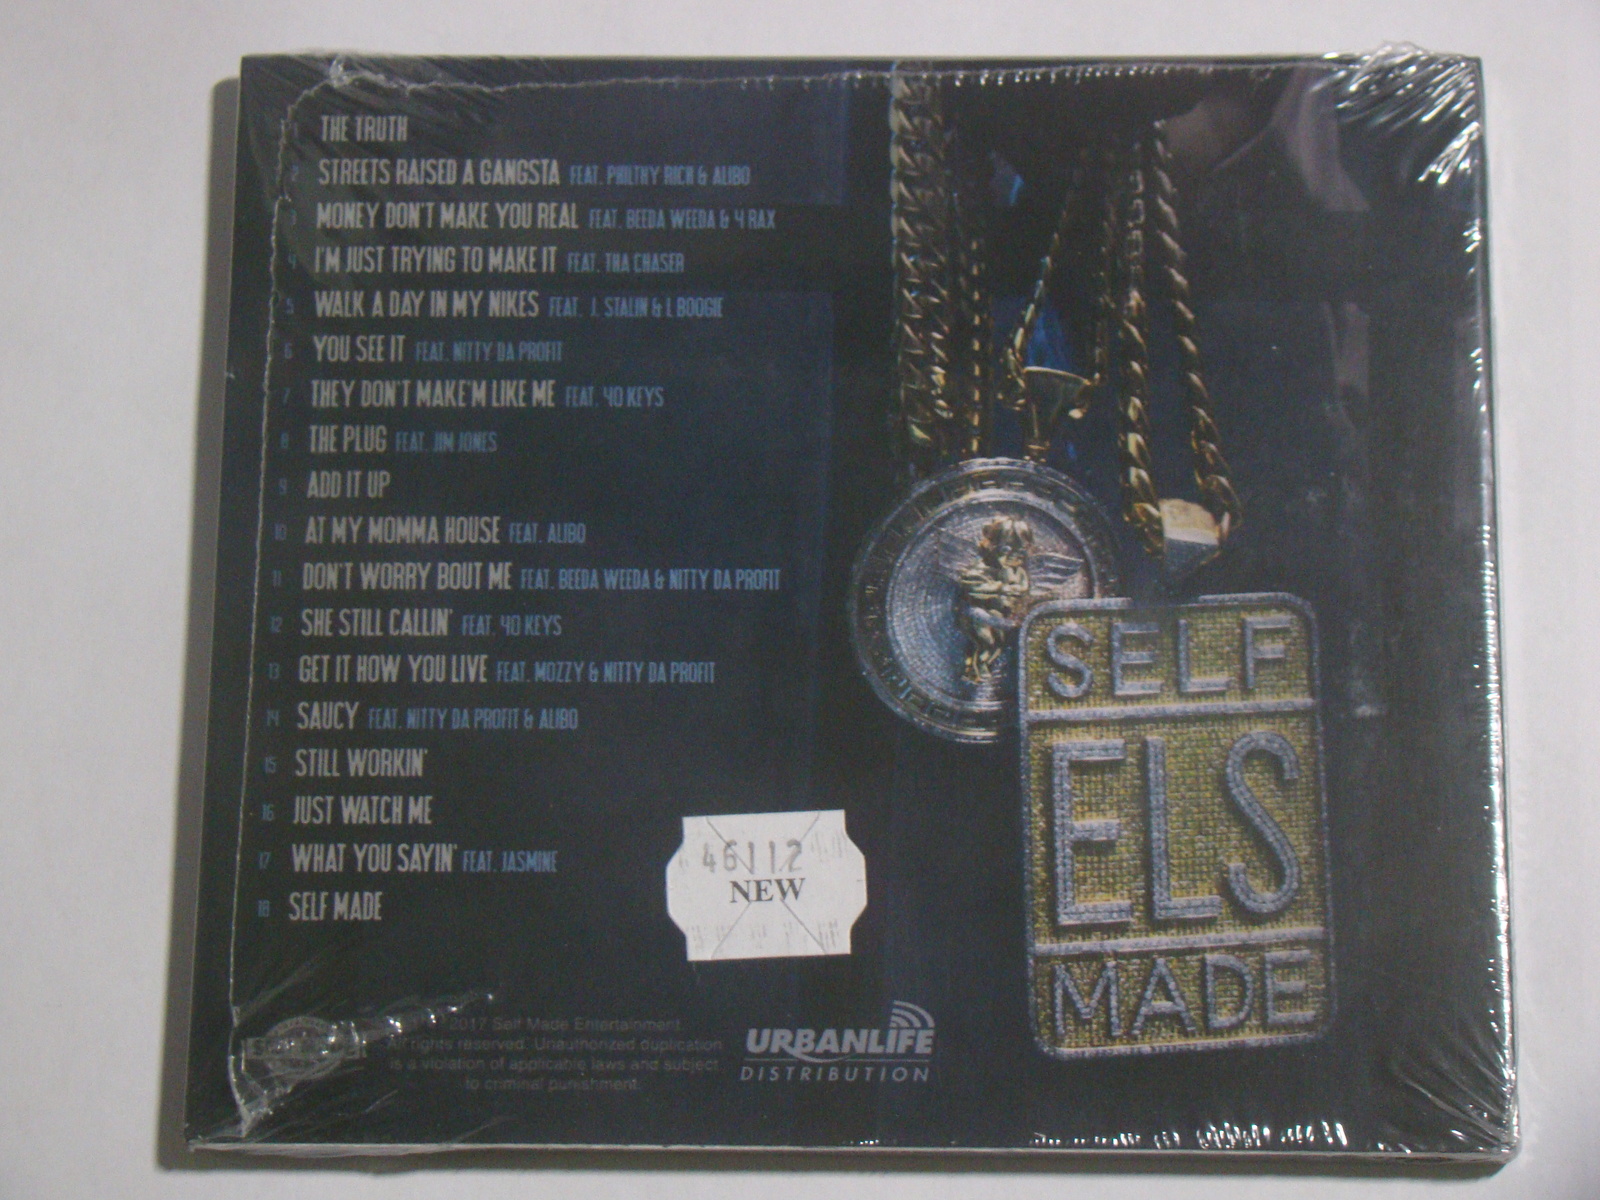 1 THE TRUTH
2 STREETS RAISED A GANGSTA FEAT. PHILTHY RICH & ALIBO
3 MONEY DON'T MAKE YOU REAL FEAT. BEEDA WEEDA & 4 RAX
4 I'M JUST TRYING TO MAKE IT FEAT. THA CHASER
5 WALK A DAY IN MY NIKES FEAT. J. STALIN & L BOOGIE
6 YOU SEE IT FEAT. NITTY DA PROFIT
7 THEY DON'T MAKE'M LIKE ME FEAT. 40 KEYS
8 THE PLUG FEAT. JIM JONES
9 ADD IT UP
10 AT MY MOMMA HOUSE FEAT. ALIBO
11 DON'T WORRY BOUT ME FEAT. BEEDA WEEDA & NITTY DA PROFIT
12 SHE STILL CALLIN' FEAT. 40 KEYS
13 GET IT HOW YOU LIVE FEAT. MOZZY & NITTY DA PROFIT
14 SAUCY FEAT. NITTY DA PROFIT & ALIBO
15 STILL WORKIN'
16 JUST WATCH ME
17 WHAT YOU SAYIN' FEAT. JASMINE
18 SELF MADE
46112
NEW
SELF
ELS
MADE
2017 Self Made Entertainment.
All rights reserved. Unauthorized duplication
is a violation of applicable laws and subject
to criminal punishment.
URBANLIFE
DISTRIBUTION